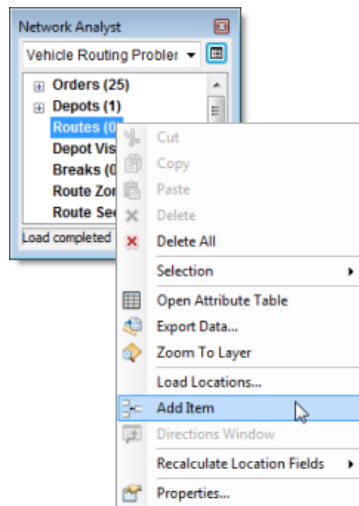 Network Analyst
Vehicle Routing Probler
Orders (25)
Depots (1)
Routes (0
Depot Vis
Breaks (0
Route Zor
Route See
Load completed
Cut
Copy
Paste
Delete
Delete All
Selection
Open Attribute Table
Export Data...
Zoom To Layer
Load Locations...
Add Item
Directions Window
Recalculate Location Fields
Properties...